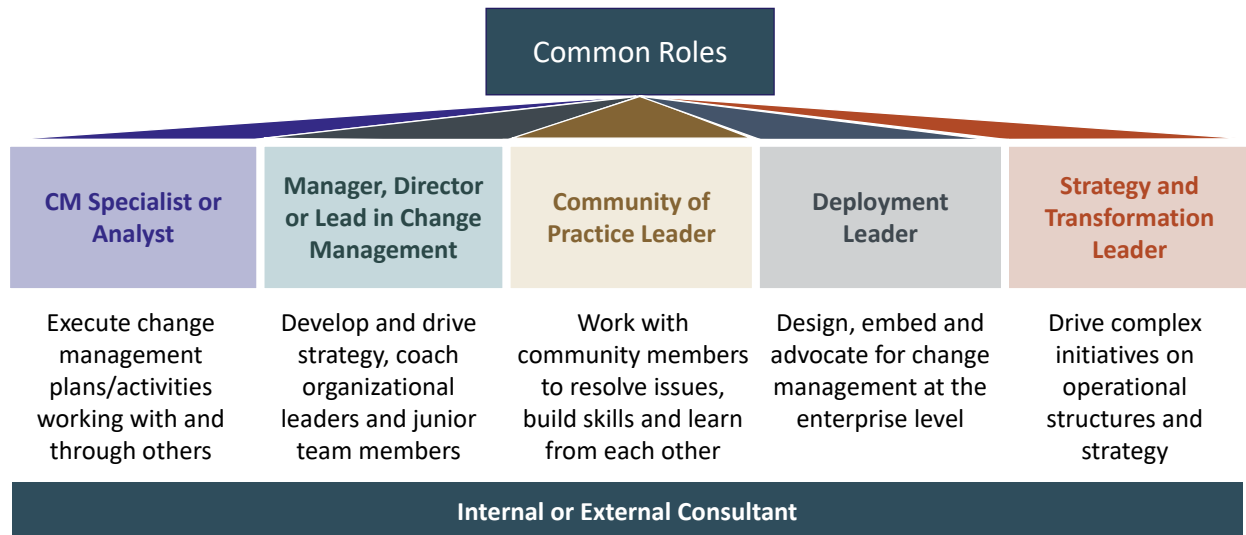 Common Roles
CM Specialist or
Analyst
Manager, Director
or Lead in Change
Management
Community of
Practice Leader
Deployment
Leader
Strategy and
Transformation
Leader
Execute change
management
plans/activities
working with and
through others
Develop and drive
strategy, coach
organizational
leaders and junior
team members
Work with
community members
to resolve issues,
build skills and learn
from each other
Design, embed and
advocate for change
management at the
enterprise level
Drive complex
initiatives on
operational
structures and
strategy
Internal or External Consultant